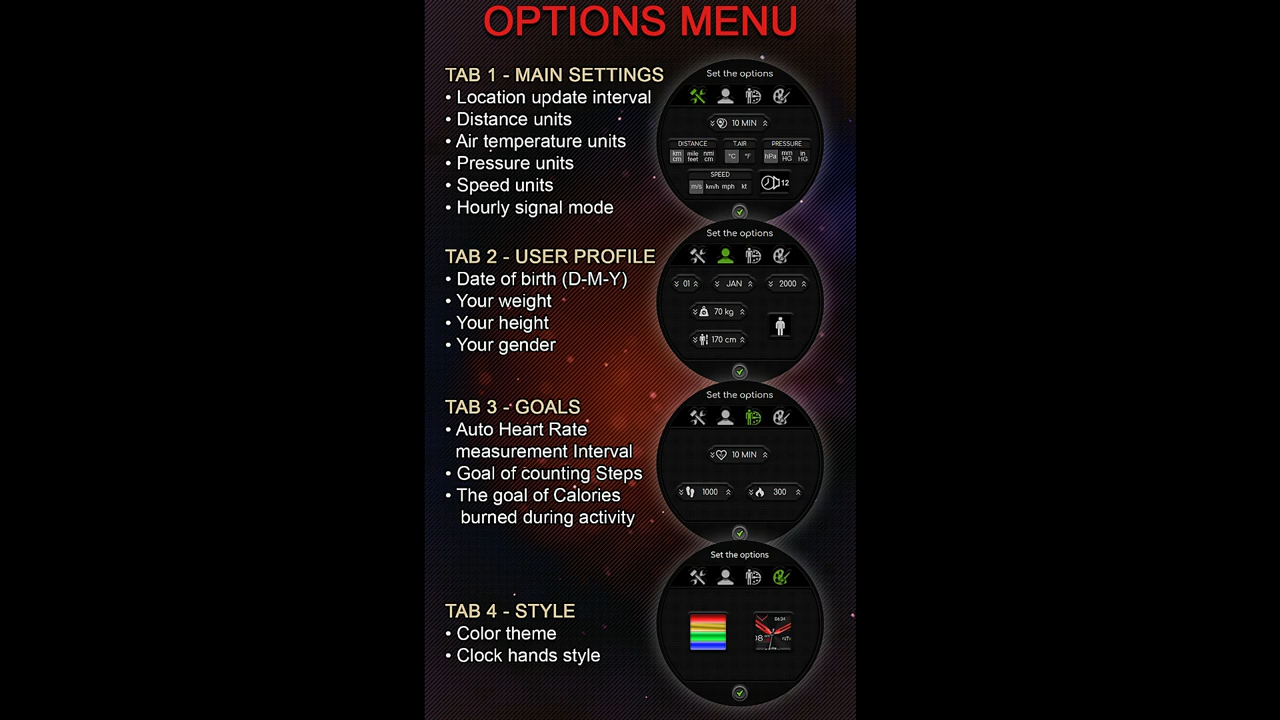 OPTIONS MENU
TAB 1 - MAIN SETTINGS
• Location update interval
• Distance units
• Air temperature units
• Pressure units
• Speed units
• Hourly signal mode
Set the options
10 MIN
DISTANCE T.AIR PRESSURE
km cm mile feet nmi cm °C °F hPa mm HG in HG
SPEED
m/s km/h mph kt 12
TAB 2 - USER PROFILE
• Date of birth (D-M-Y)
• Your weight
• Your height
• Your gender
Set the options
01 JAN 2000
70 kg
170 cm
TAB 3 - GOALS
• Auto Heart Rate
measurement Interval
• Goal of counting Steps
• The goal of Calories
burned during activity
Set the options
10 MIN
1000 300
TAB 4 - STYLE
• Color theme
• Clock hands style
Set the options